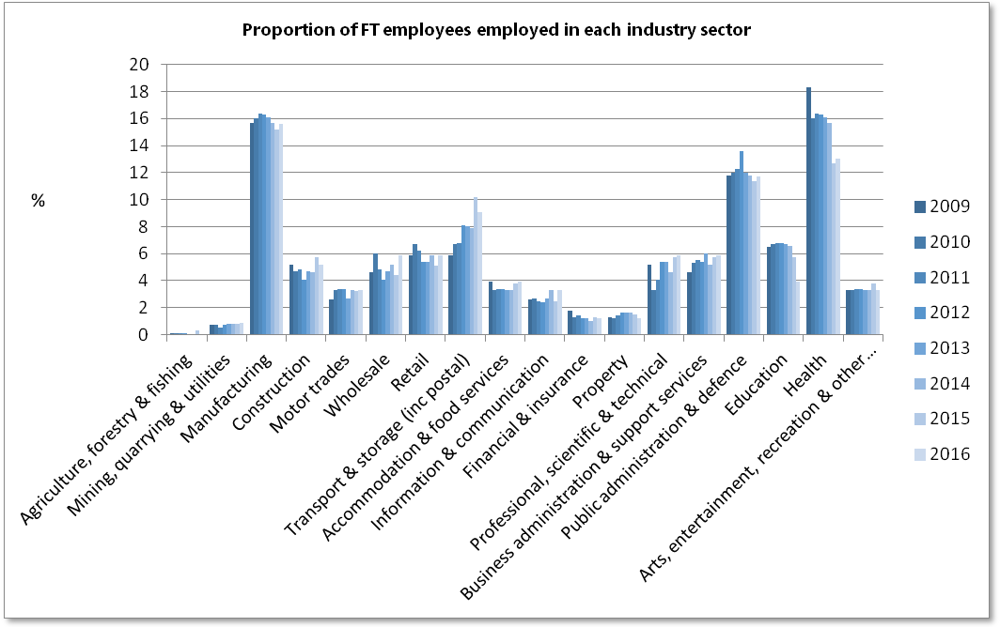 Proportion of FT employees employed in each industry sector
20
18
16
14
12
10
8
6
4
2
0
%
Agriculture, forestry & fishing
Mining, quarrying & utilities
Manufacturing
Construction
Motor trades
Wholesale
Retail
Transport & storage (inc postal)
Accommodation & food services
Information & communication
Financial & insurance
Property
Professional, scientific & technical
Business administration & support services
Public administration & defence
Education
Health
Arts, entertainment, recreation & other...
2009
2010
2011
2012
2013
2014
2015
2016